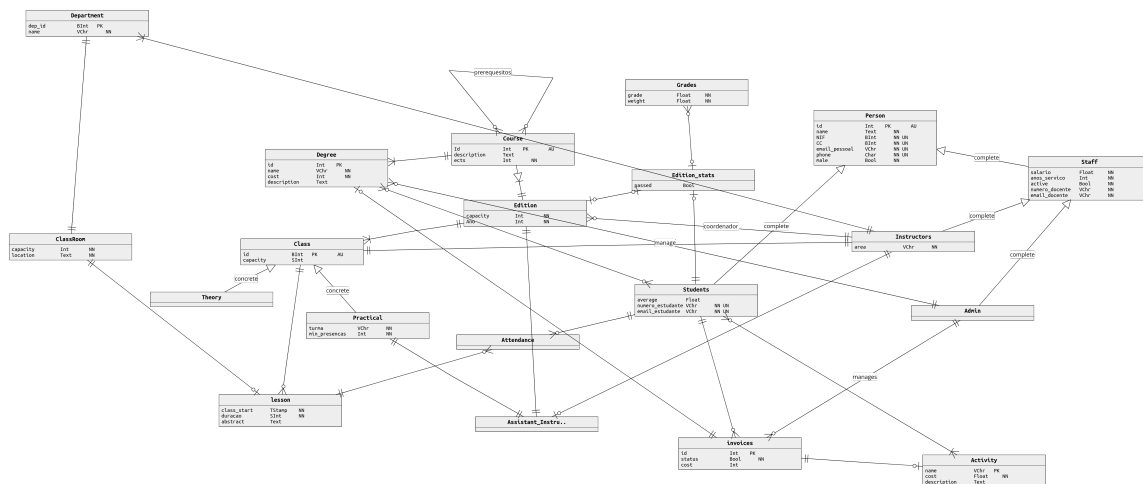 Department
dep_id BInt PK
name VChr NN
prerequesitos
Grades
grade Float NN
weight Float NN
Person
id Int PK AU
name Text NN
NIF BInt NN UN
CC BInt NN UN
email_pessoal VChr NN UN
phone Char NN UN
male Bool NN
Course
Id Int PK AU
description Text
ects Int NN
Degree
id Int PK
name VChr NN
cost Int NN
description Text
complete
Staff
salario Float NN
anos_servico Int NN
active Bool NN
numero_docente VChr NN
email_docente VChr NN
Edition_stats
passed Bool
Edition
capacity Int NN
Ano Int NN
coordenador
complete
complete
Instructors
area VChr NN
ClassRoom
capacity Int NN
location Text NN
Class
id BInt PK AU
capacity SInt
manage
complete
concrete
concrete
Theory
Practical
turma VChr NN
min_presencas Int NN
Students
average Float
numero_estudante VChr NN UN
email_estudante VChr NN UN
Admin
Attendance
manages
lesson
class_start TStamp NN
duracao SInt NN
abstract Text
Assistant_Instru..
invoices
id Int PK
status Bool NN
cost Int
Activity
name VChr PK
cost Float NN
description Text